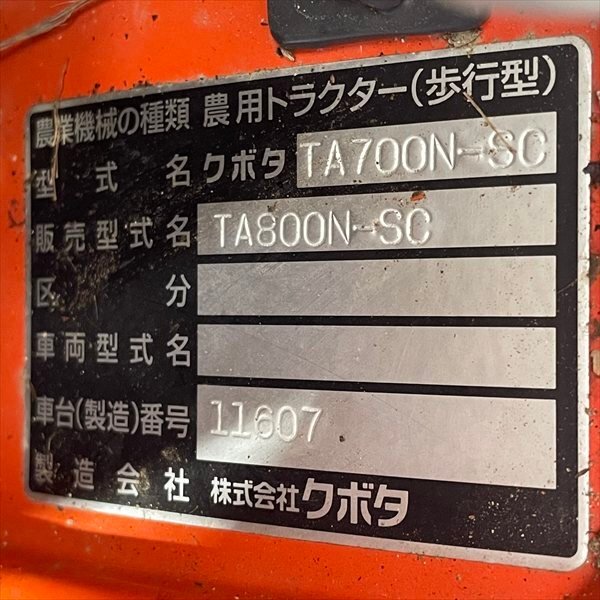 農業機械の種類 農用トラクター(歩行型)
型式名 クボタ TA700N-SC
販売型式名 TA800N-SC
区分
車両型式名
車台(製造)番号 11607
製造会社 株式会社クボタ